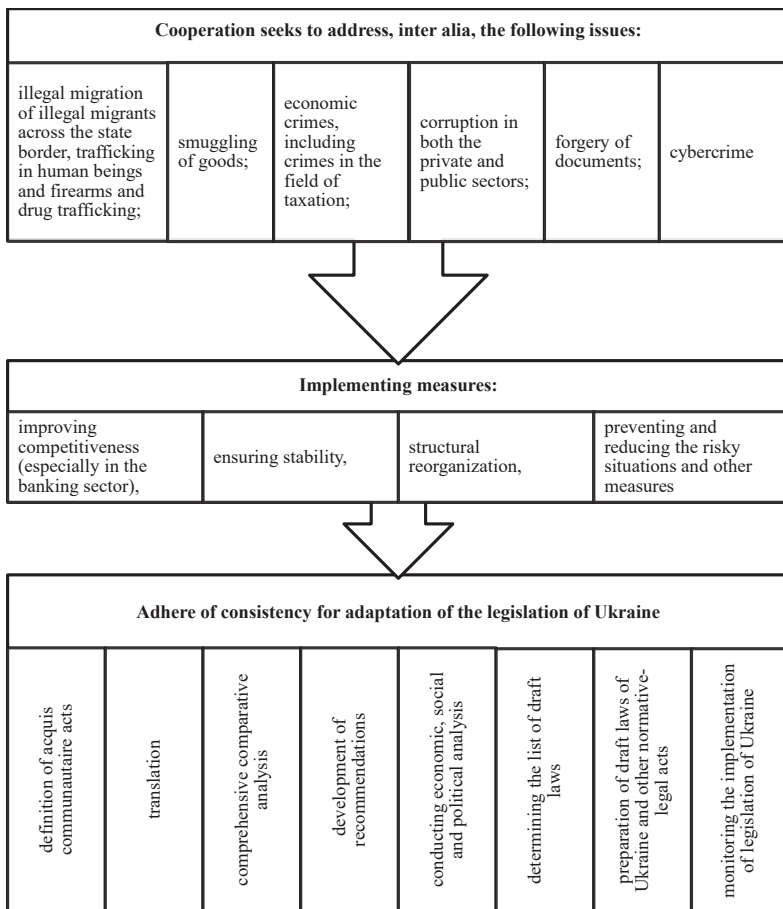 Cooperation seeks to address, inter alia, the following issues:
illegal migration
of illegal migrants
across the state
border, trafficking
in human beings
and firearms and
drug trafficking;
smuggling
of goods;
economic
crimes,
including
crimes in the
field of
taxation;
corruption in
both the
private and
public sectors;
forgery of
documents;
cybercrime
Implementing measures:
improving
competitiveness
(especially in the
banking sector),
ensuring stability,
structural
reorganization,
preventing and
reducing the risky
situations and other
measures
Adhere of consistency for adaptation of the legislation of Ukraine
definition of acquis
communautaire acts
translation
comprehensive comparative
analysis
development of
recommendations
conducting economic, social
and political analysis
determining the list of draft
laws
preparation of draft laws of
Ukraine and other normative-
legal acts
monitoring the implementation
of legislation of Ukraine